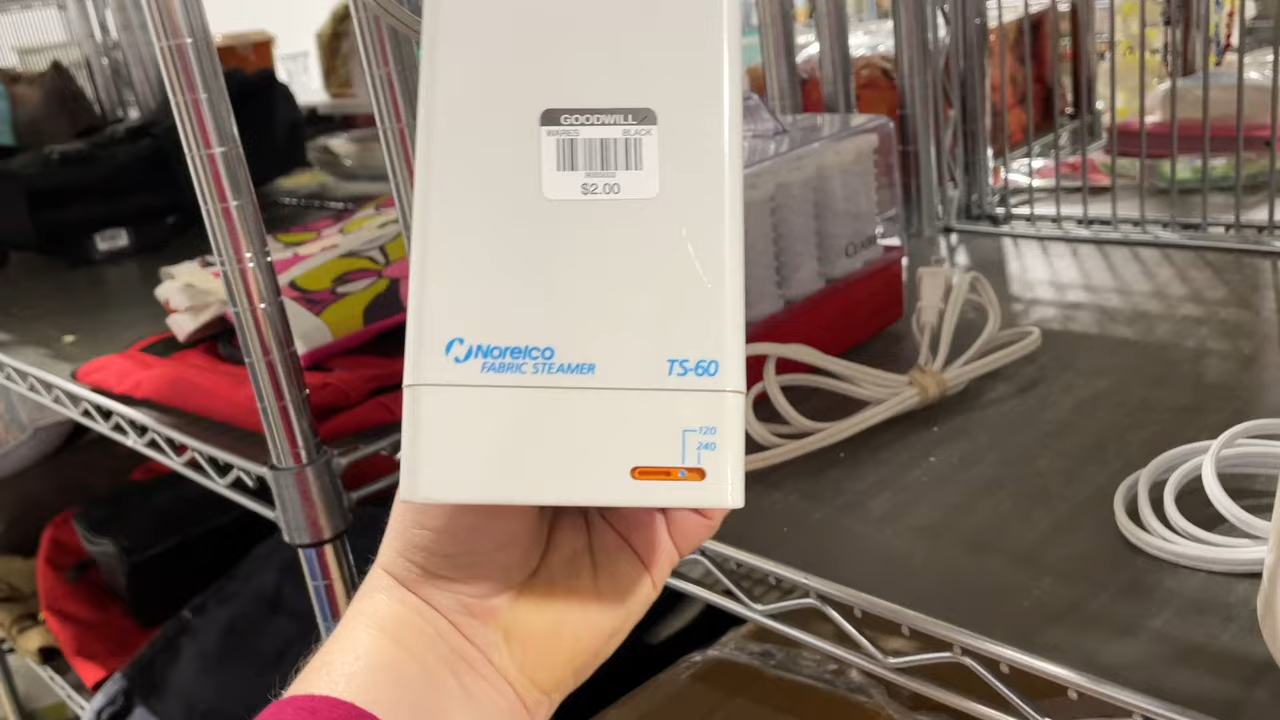 GOODWILL
WARES BLACK
$2.00
Norelco
FABRIC STEAMER
TS-60
120
240